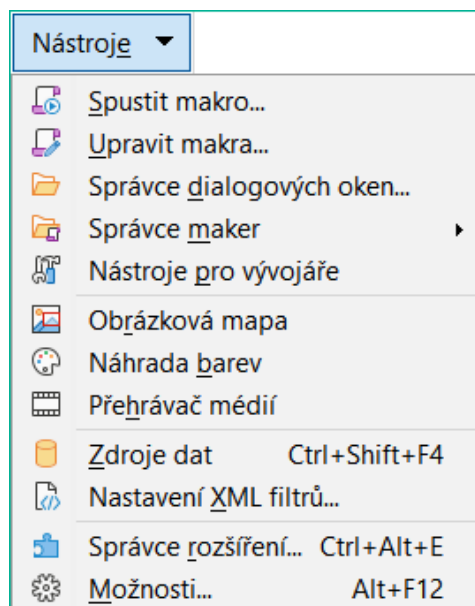 Nástroje
Spustit makro...
Upravit makra...
Správce dialogových oken...
Správce maker
Nástroje pro vývojáře
Obrázková mapa
Náhrada barev
Přehrávač médií
Zdroje dat Ctrl+Shift+F4
Nastavení XML filtrů...
Správce rozšíření... Ctrl+Alt+E
Možnosti... Alt+F12